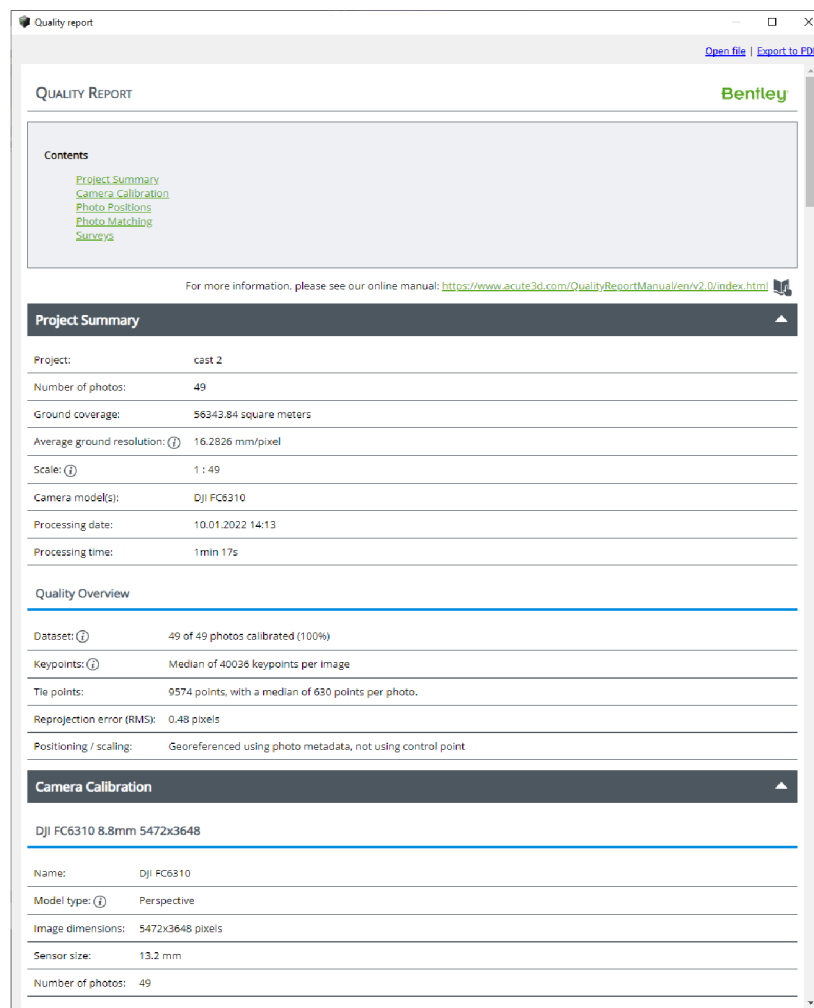 Quality report
Open file | Export to PDF
QUALITY REPORT
Bentley
Contents
Project Summary
Camera Calibration
Photo Positions
Photo Matching
Surveys
For more information, please see our online manual: https://www.acute3d.com/QualityReportManual/en/v2.0/index.html
Project Summary
Project: cast 2
Number of photos: 49
Ground coverage: 56343.84 square meters
Average ground resolution: 16.2826 mm/pixel
Scale: 1 : 49
Camera model(s): DJI FC6310
Processing date: 10.01.2022 14:13
Processing time: 1min 17s
Quality Overview
Dataset: 49 of 49 photos calibrated (100%)
Keypoints: Median of 40036 keypoints per image
Tie points: 9574 points, with a median of 630 points per photo.
Reprojection error (RMS): 0.48 pixels
Positioning / scaling: Georeferenced using photo metadata, not using control point
Camera Calibration
DJI FC6310 8.8mm 5472x3648
Name: DJI FC6310
Model type: Perspective
Image dimensions: 5472x3648 pixels
Sensor size: 13.2 mm
Number of photos: 49